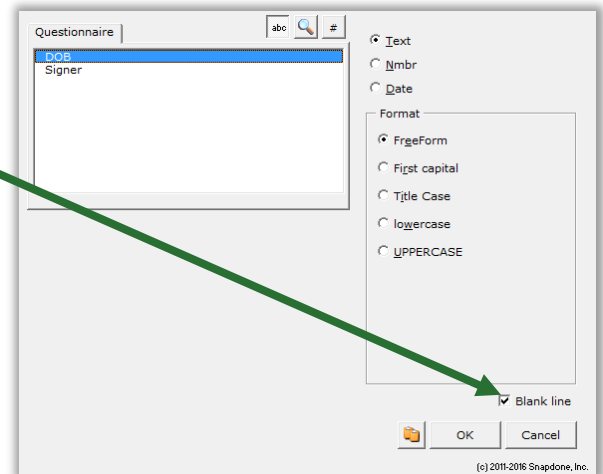 Questionnaire
abc
#
DOB
Signer
Text
Nmbr
Date
Format
FreeForm
First capital
Title Case
lowercase
UPPERCASE
Blank line
OK
Cancel
(c) 2011-2016 Snapdone, Inc.